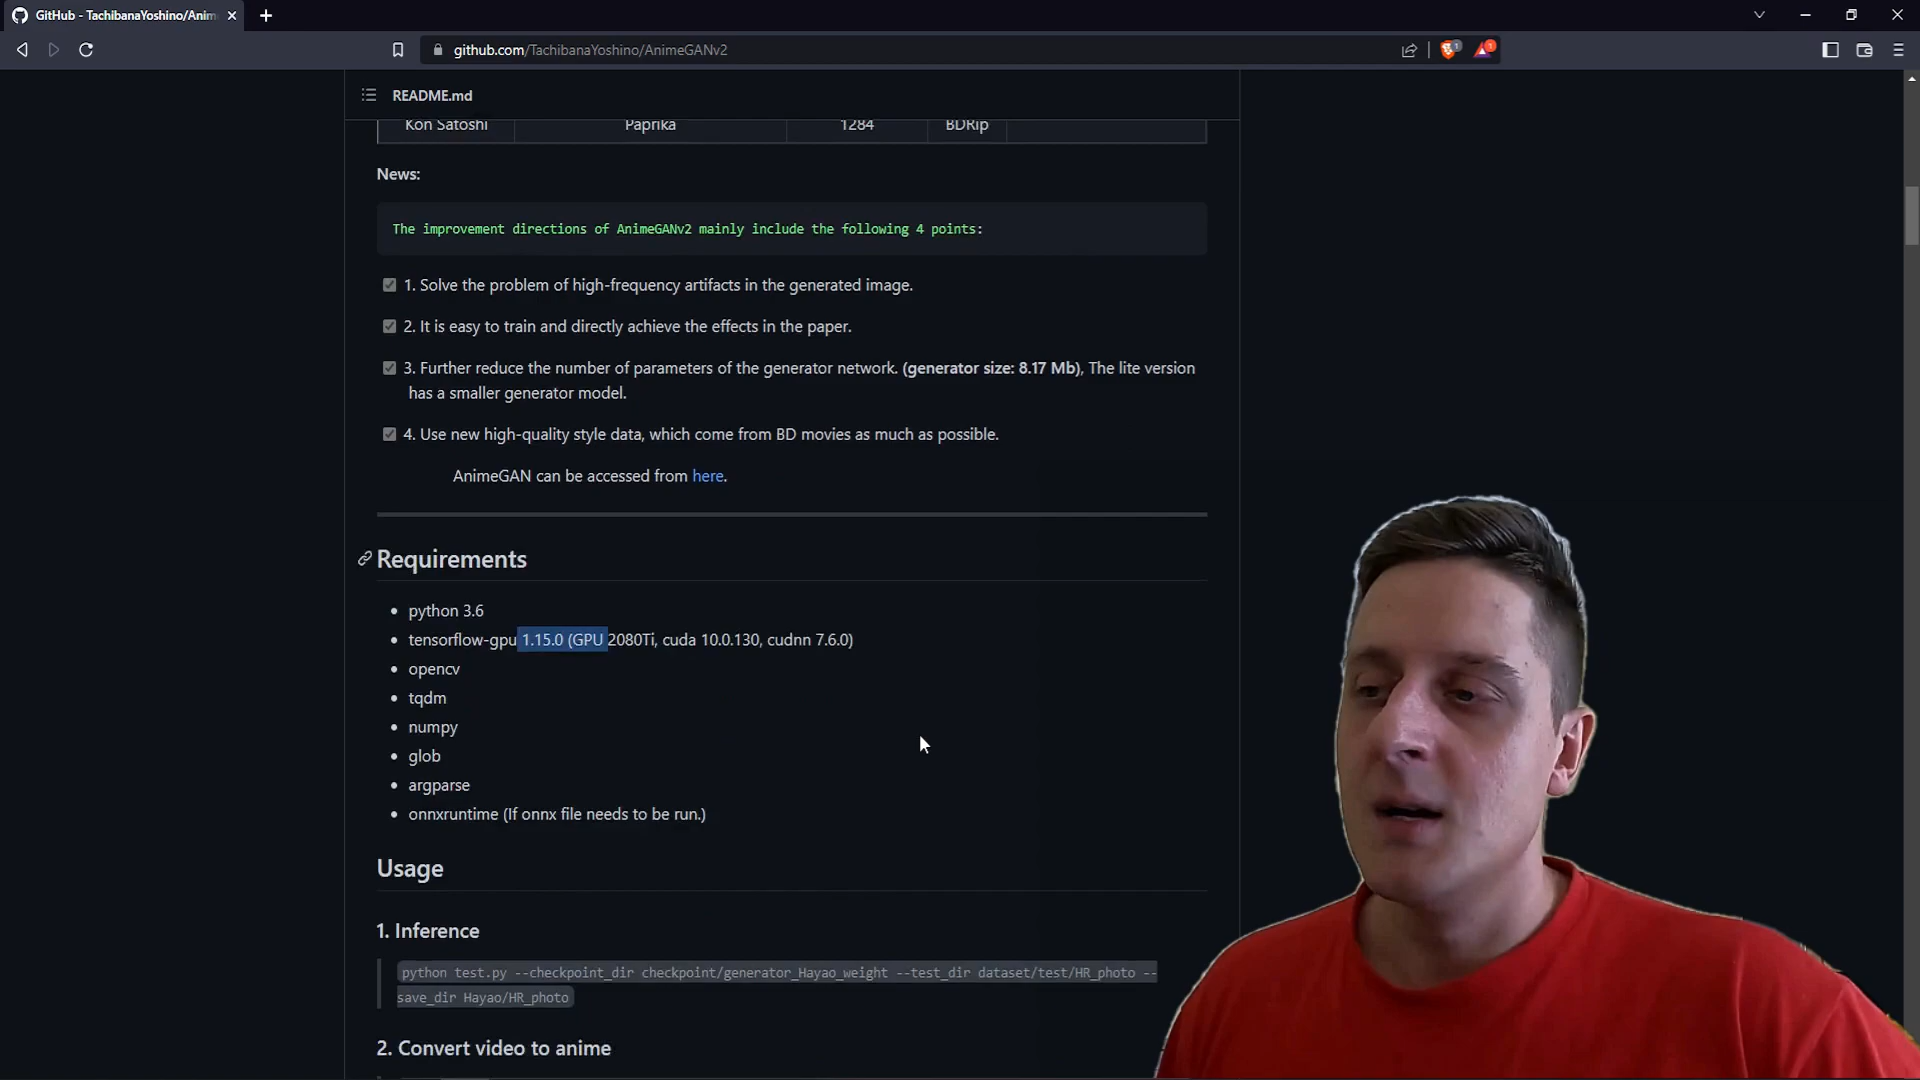 GitHub - TachibanaYoshino/Anim
github.com/TachibanaYoshino/AnimeGANv2
1
1
README.md
Kon Satoshi Paprika 1284 BDRip
News:
The improvement directions of AnimeGANv2 mainly include the following 4 points:
1. Solve the problem of high-frequency artifacts in the generated image.
2. It is easy to train and directly achieve the effects in the paper.
3. Further reduce the number of parameters of the generator network. (generator size: 8.17 Mb), The lite version
has a smaller generator model.
4. Use new high-quality style data, which come from BD movies as much as possible.
AnimeGAN can be accessed from here.
Requirements
• python 3.6
• tensorflow-gpu 1.15.0 (GPU 2080Ti, cuda 10.0.130, cudnn 7.6.0)
• opencv
• tqdm
• numpy
• glob
• argparse
• onnxruntime (If onnx file needs to be run.)
Usage
1. Inference
python test.py --checkpoint_dir checkpoint/generator_Hayao_weight --test_dir dataset/test/HR_photo --
save_dir Hayao/HR_photo
2. Convert video to anime